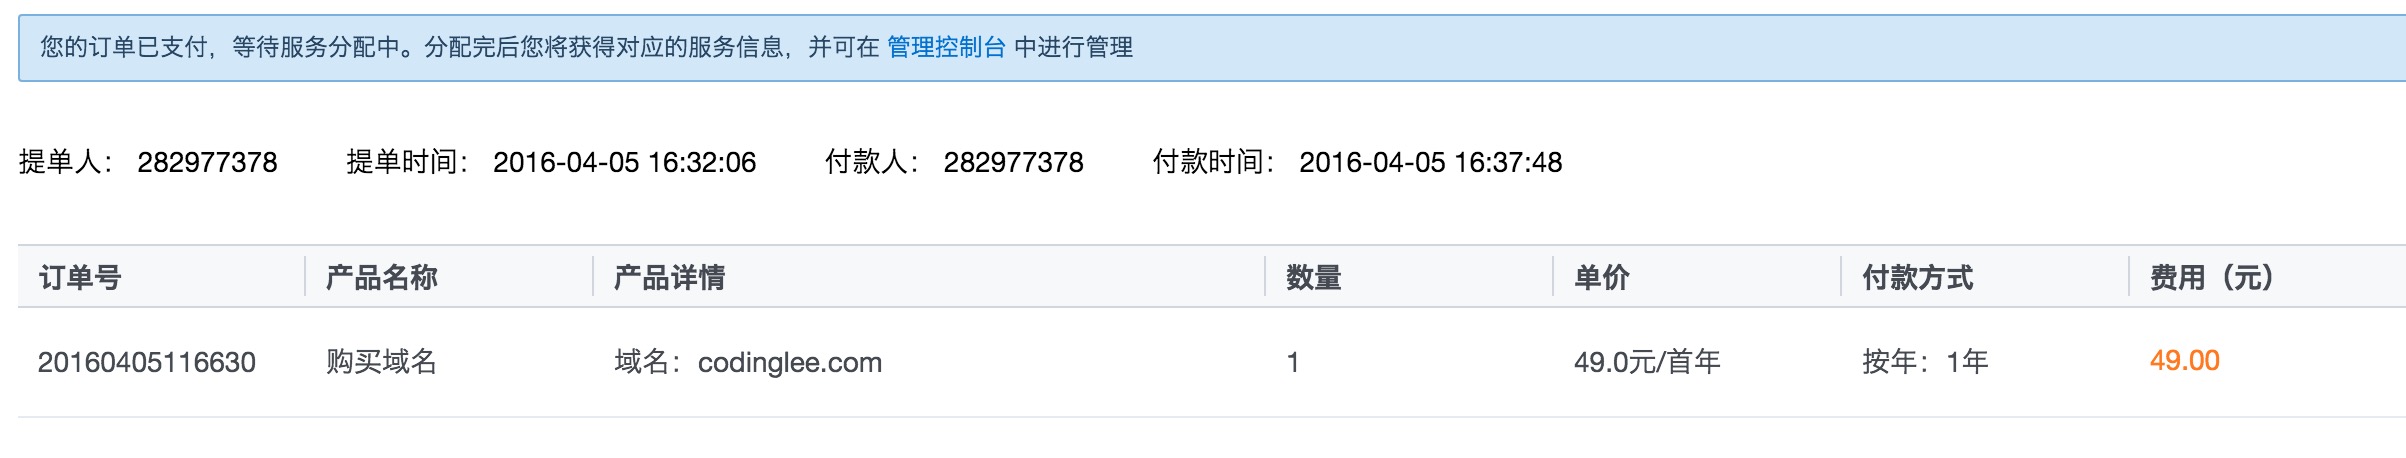 您的订单已支付，等待服务分配中。分配完后您将获得对应的服务信息，并可在 管理控制台 中进行管理
提单人： 282977378 提单时间： 2016-04-05 16:32:06 付款人： 282977378 付款时间： 2016-04-05 16:37:48
订单号 产品名称 产品详情 数量 单价 付款方式 费用（元）
20160405116630 购买域名 域名：codinglee.com 1 49.0元/首年 按年：1年 49.00